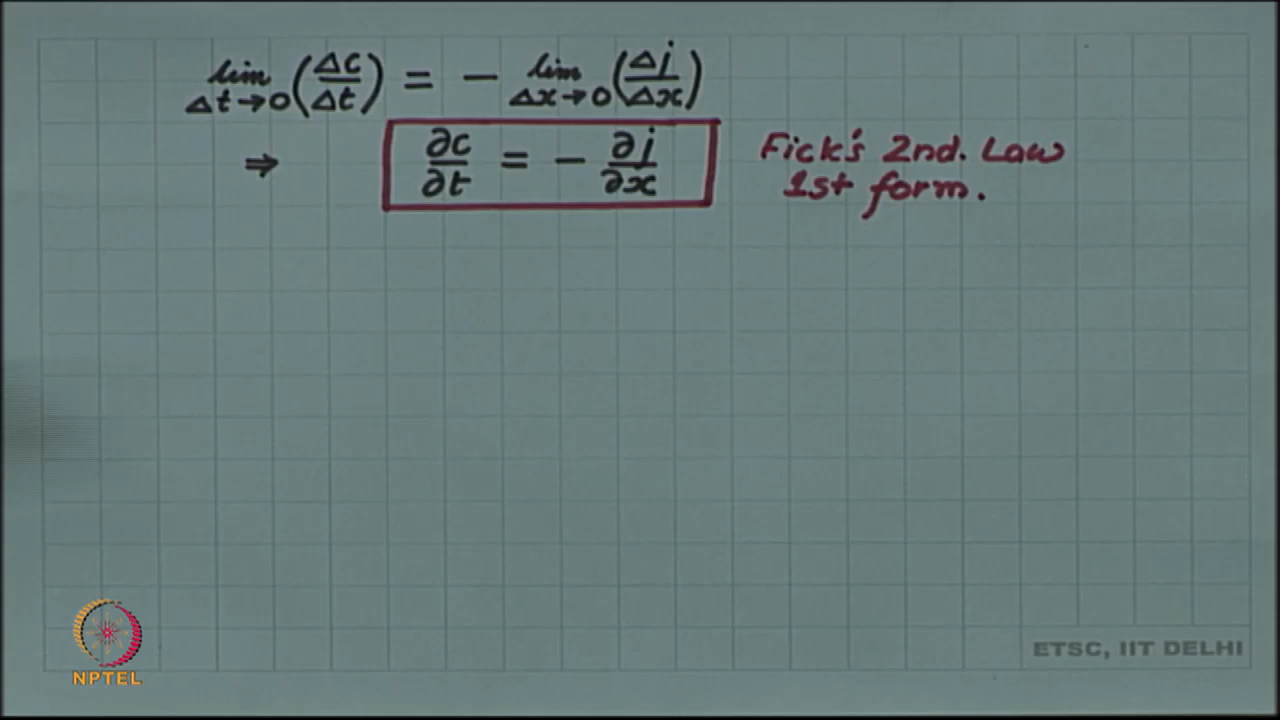 lim Δt→0 (Δc/Δt) = − lim Δx→0 (Δj/Δx)
⇒ ∂c/∂t = − ∂j/∂x Fick's 2nd. Law
1st form.
NPTEL
ETSC, IIT DELHI